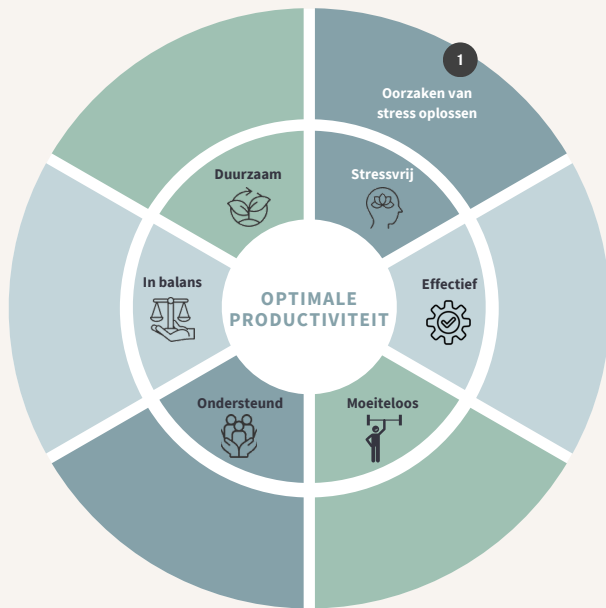 1
Oorzaken van
stress oplossen
Duurzaam
Stressvrij
In balans
Effectief
OPTIMALE
PRODUCTIVITEIT
Ondersteund
Moeiteloos